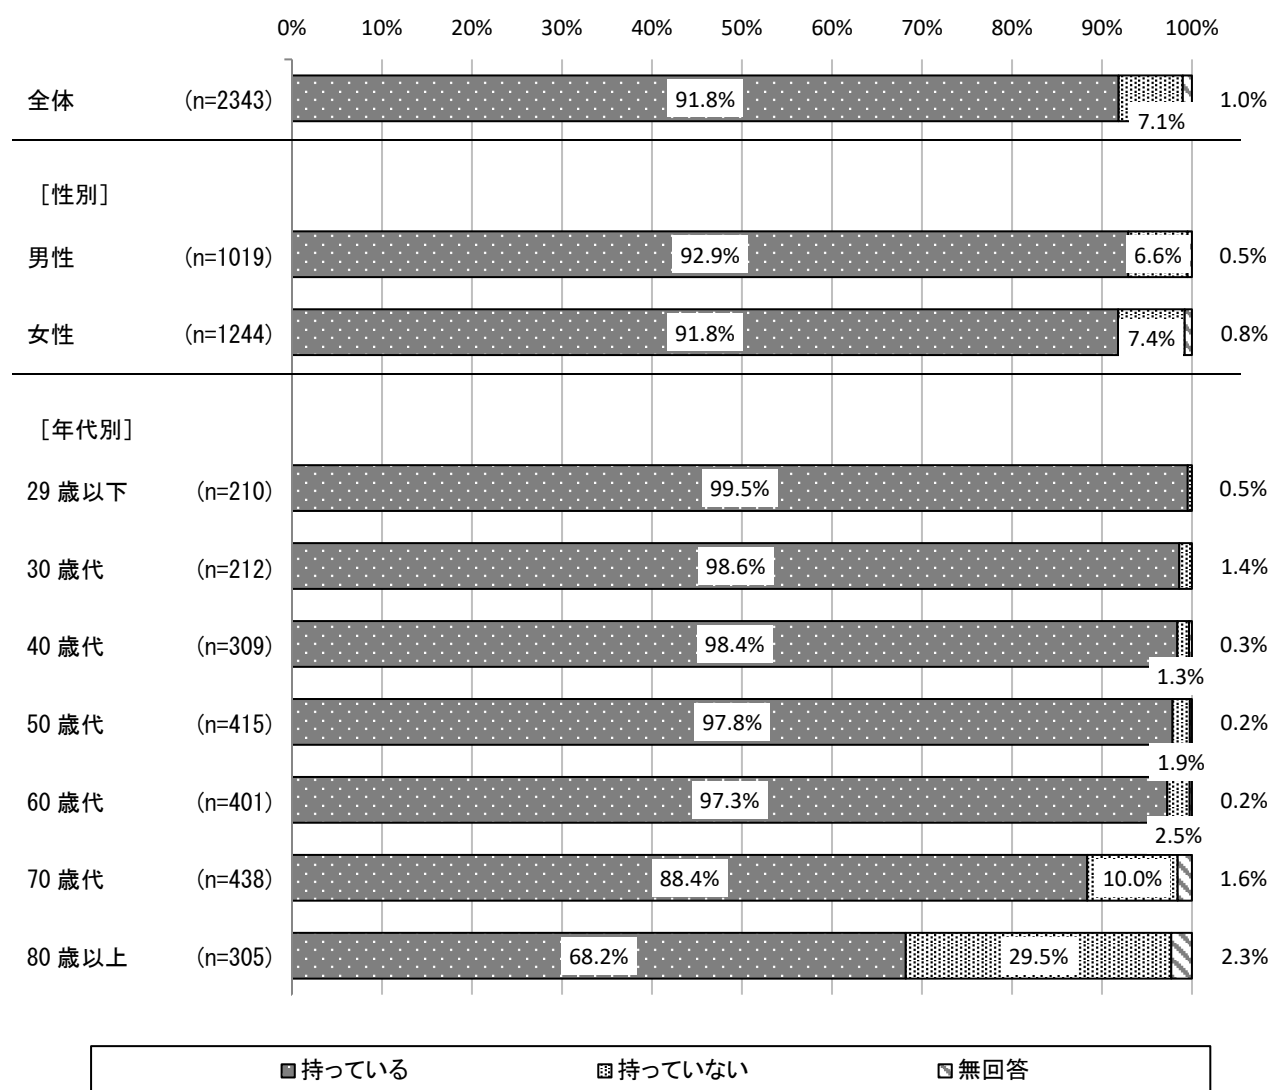 0% 10% 20% 30% 40% 50% 60% 70% 80% 90% 100%
全体 (n=2343) 91.8% 7.1% 1.0%
［性別］
男性 (n=1019) 92.9% 6.6% 0.5%
女性 (n=1244) 91.8% 7.4% 0.8%
［年代別］
29 歳以下 (n=210) 99.5% 0.5%
30 歳代 (n=212) 98.6% 1.4%
40 歳代 (n=309) 98.4% 1.3% 0.3%
50 歳代 (n=415) 97.8% 1.9% 0.2%
60 歳代 (n=401) 97.3% 2.5% 0.2%
70 歳代 (n=438) 88.4% 10.0% 1.6%
80 歳以上 (n=305) 68.2% 29.5% 2.3%
持っている 持っていない 無回答